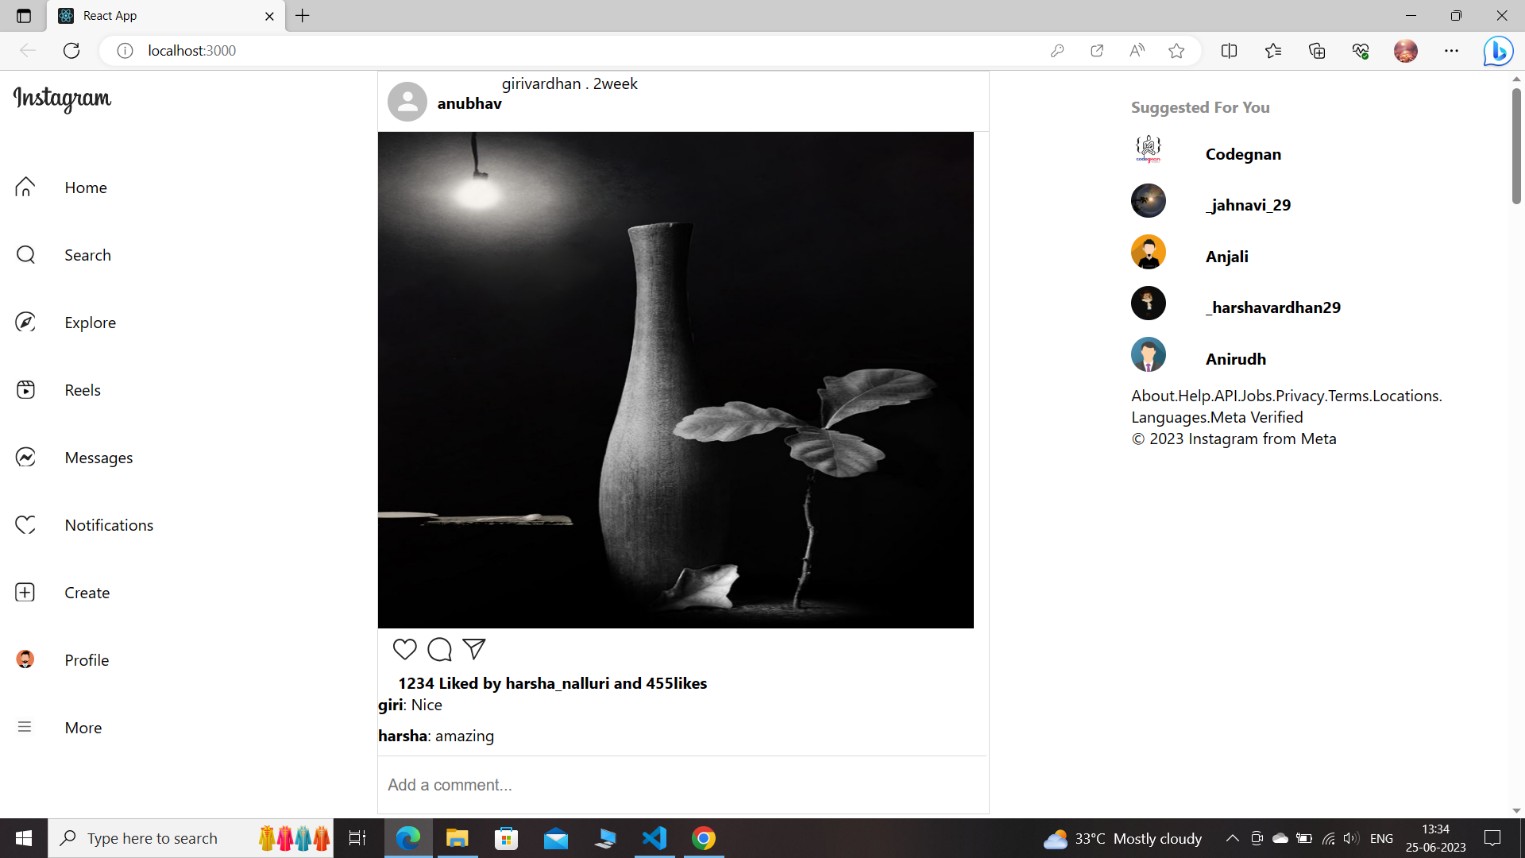 React App
localhost:3000
Instagram
Home
Search
Explore
Reels
Messages
Notifications
Create
Profile
More
girivardhan . 2week
anubhav
1234 Liked by harsha_nalluri and 455likes
giri: Nice
harsha: amazing
Add a comment...
Suggested For You
Codegnan
_jahnavi_29
Anjali
_harshavardhan29
Anirudh
About.Help.API.Jobs.Privacy.Terms.Locations.
Languages.Meta Verified
© 2023 Instagram from Meta
Type here to search
33°C Mostly cloudy
ENG
13:34
25-06-2023